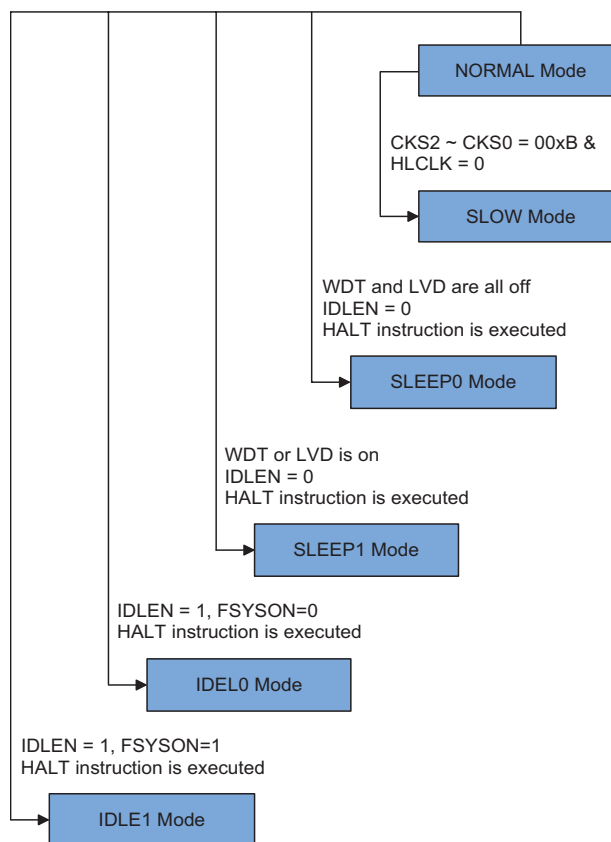 NORMAL Mode
CKS2 ~ CKS0 = 00xB &
HLCLK = 0
SLOW Mode
WDT and LVD are all off
IDLEN = 0
HALT instruction is executed
SLEEP0 Mode
WDT or LVD is on
IDLEN = 0
HALT instruction is executed
SLEEP1 Mode
IDLEN = 1, FSYSON=0
HALT instruction is executed
IDEL0 Mode
IDLEN = 1, FSYSON=1
HALT instruction is executed
IDLE1 Mode